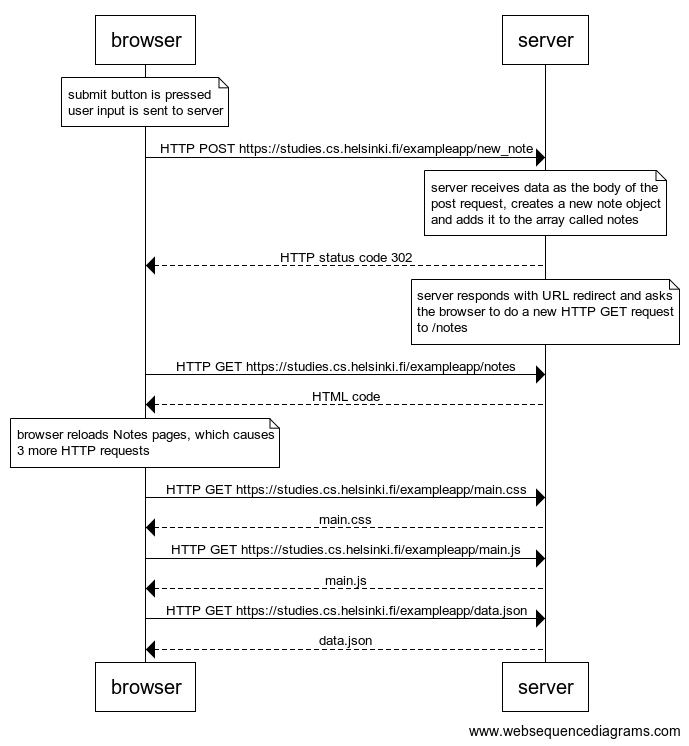 browser
server
submit button is pressed
user input is sent to server
HTTP POST https://studies.cs.helsinki.fi/exampleapp/new_note
server receives data as the body of the
post request, creates a new note object
and adds it to the array called notes
HTTP status code 302
server responds with URL redirect and asks
the browser to do a new HTTP GET request
to /notes
HTTP GET https://studies.cs.helsinki.fi/exampleapp/notes
HTML code
browser reloads Notes pages, which causes
3 more HTTP requests
HTTP GET https://studies.cs.helsinki.fi/exampleapp/main.css
main.css
HTTP GET https://studies.cs.helsinki.fi/exampleapp/main.js
main.js
HTTP GET https://studies.cs.helsinki.fi/exampleapp/data.json
data.json
browser
server
www.websequencediagrams.com